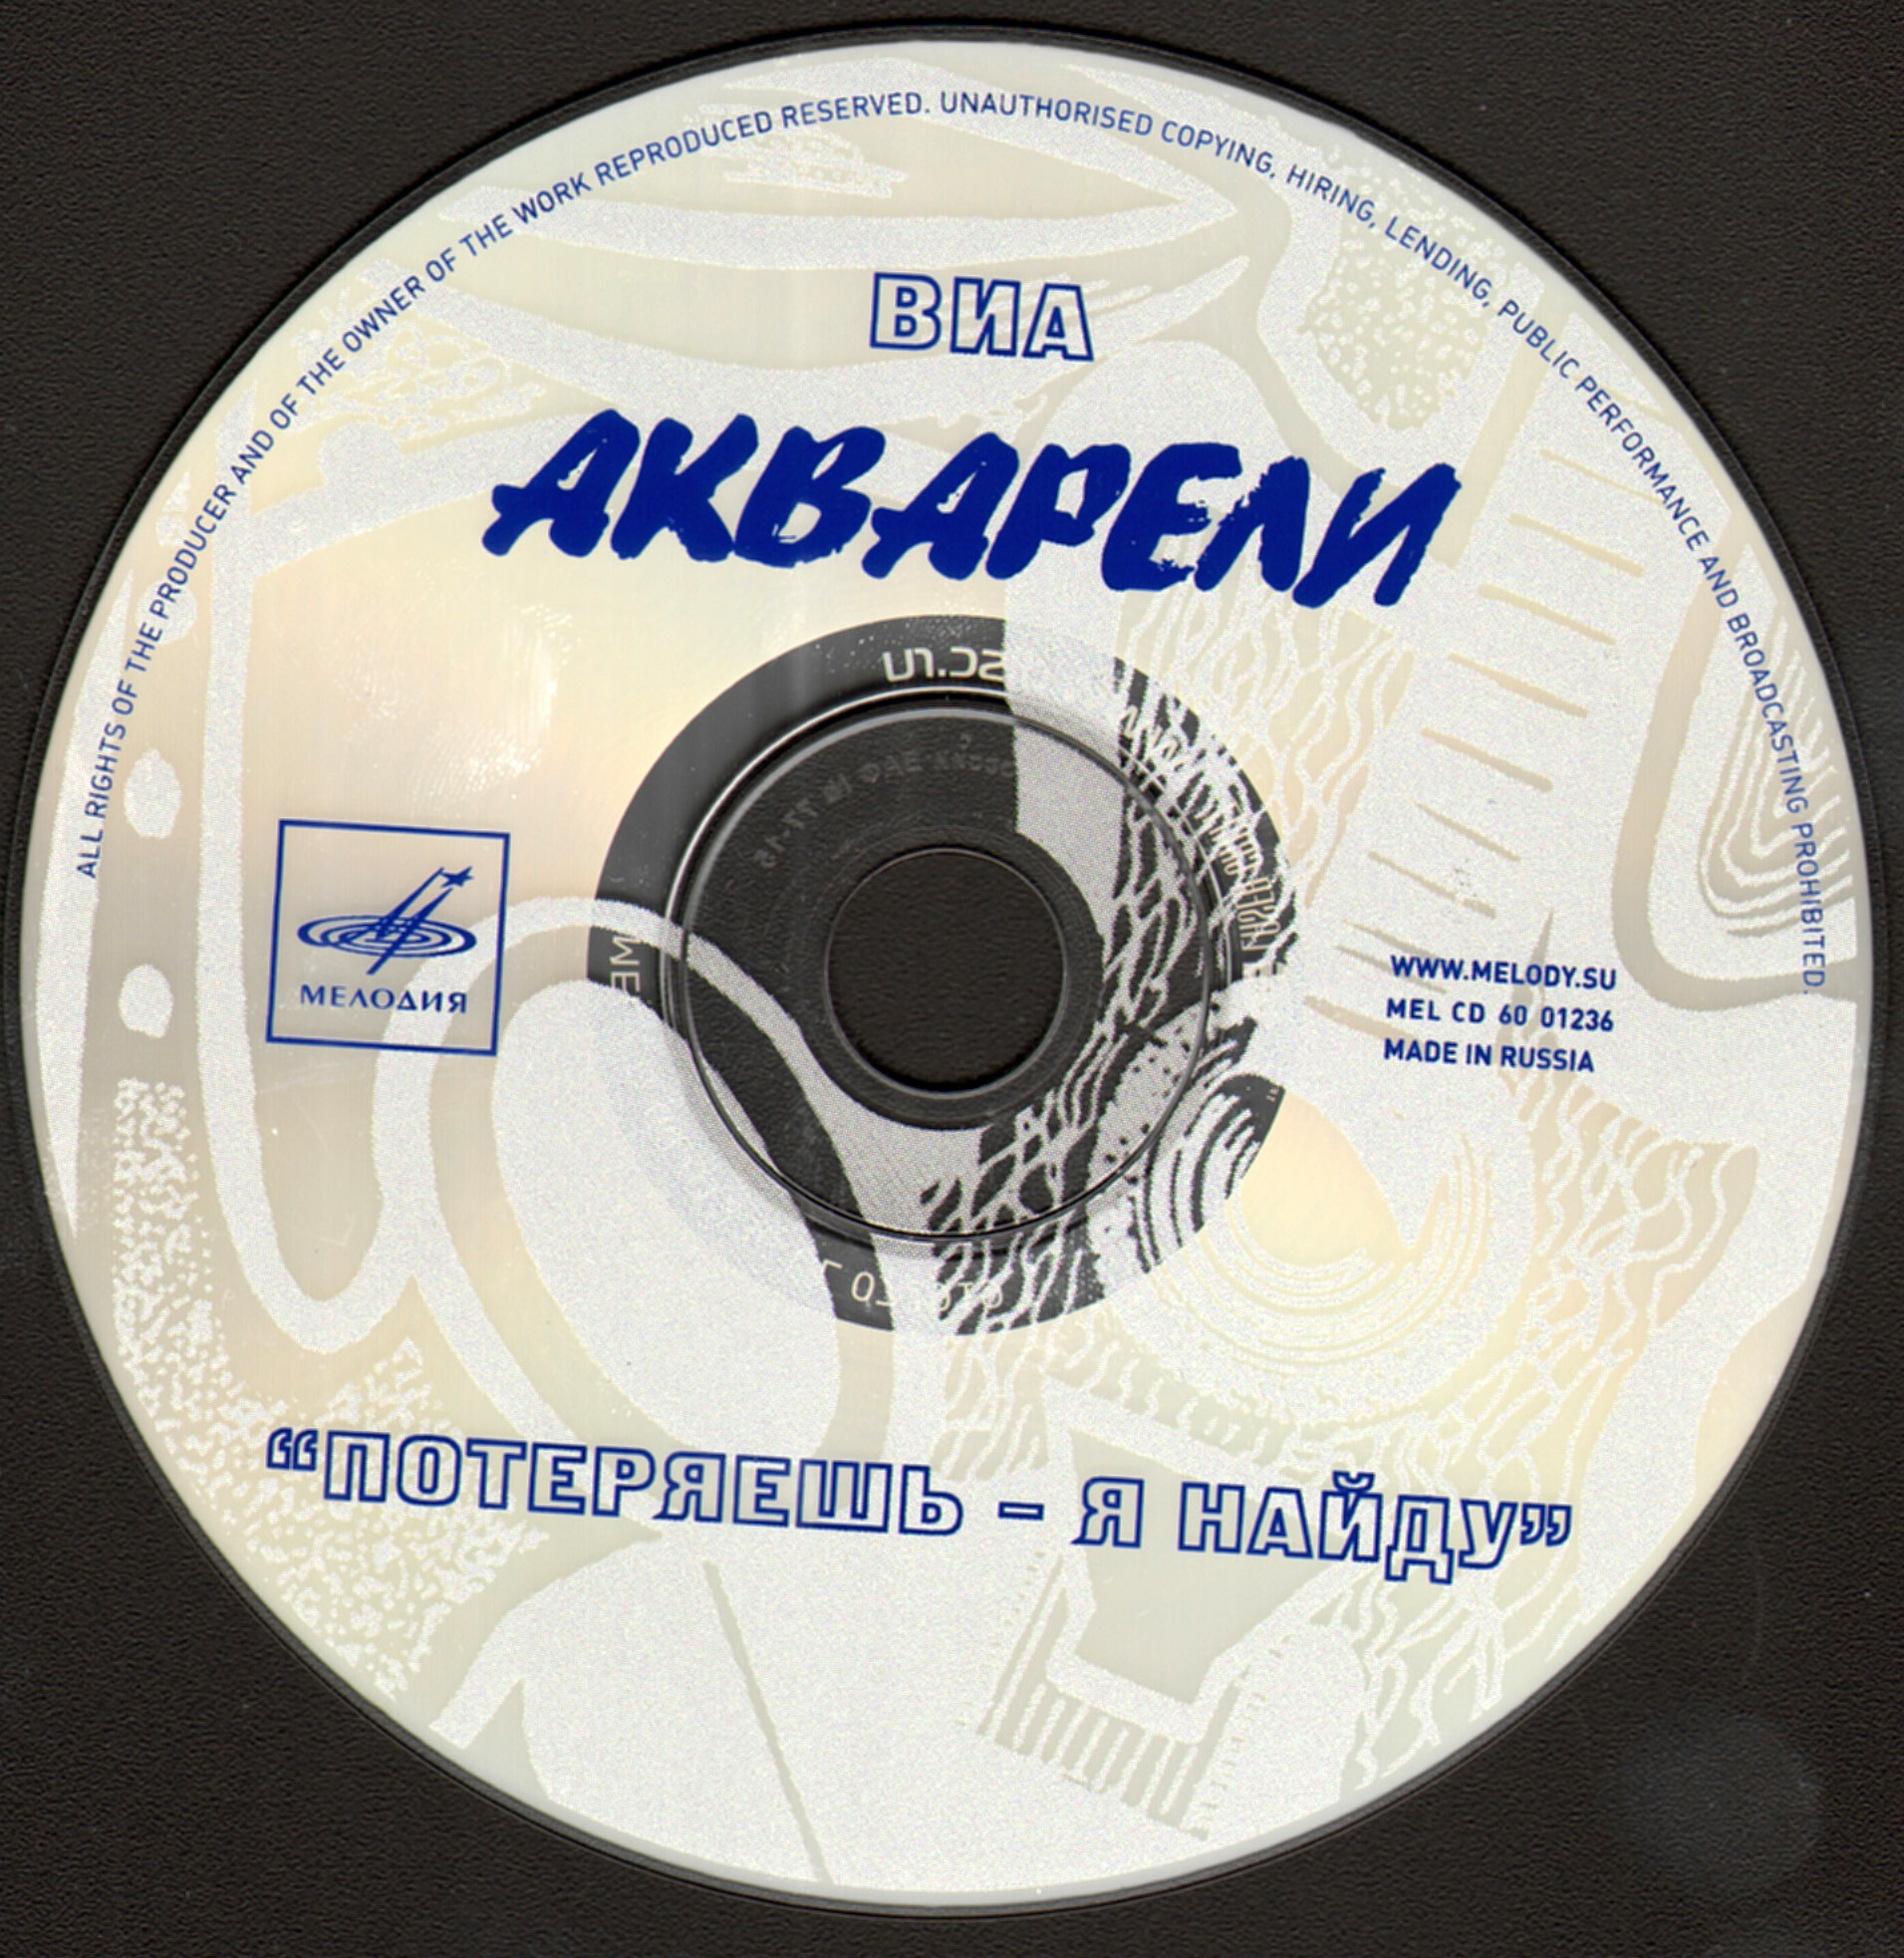 ALL RIGHTS OF THE PRODUCER AND OF THE OWNER OF THE WORK REPRODUCED RESERVED. UNAUTHORISED COPYING, HIRING, LENDING, PUBLIC PERFORMANCE AND BROADCASTING PROHIBITED.
ВИА
АКВАРЕЛИ
МЕЛОДИЯ
WWW.MELODY.SU
MEL CD 60 01236
MADE IN RUSSIA
“ПОТЕРЯЕШЬ – Я НАЙДУ”